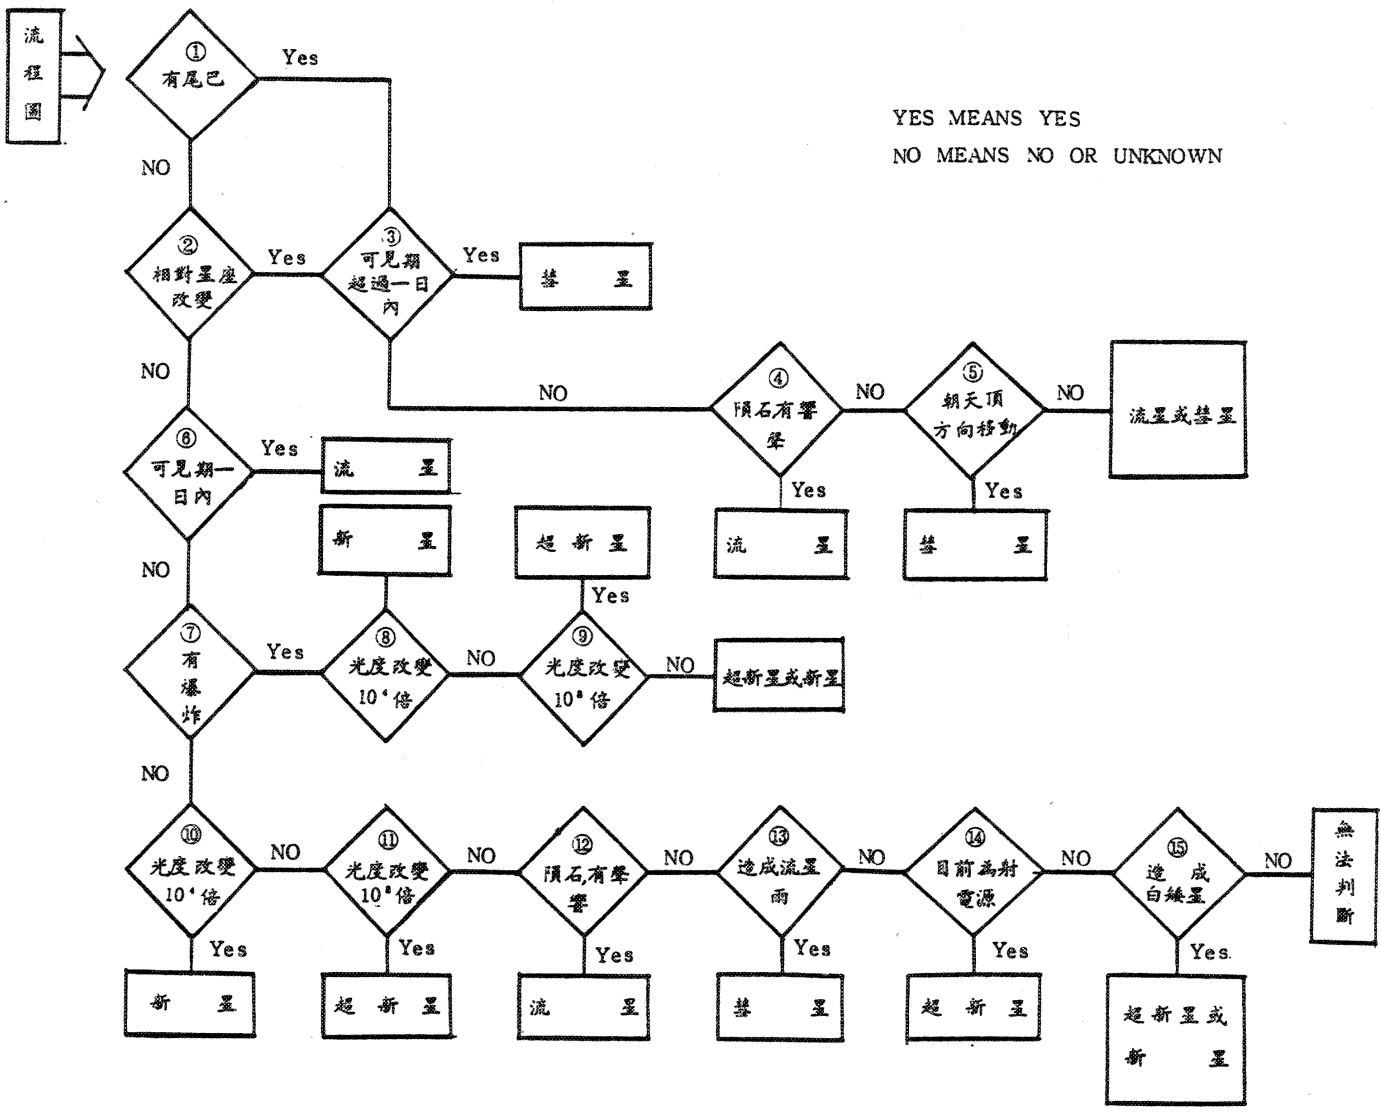 流
程
圖
①
有尾巴
Yes
NO
YES MEANS YES
NO MEANS NO OR UNKNOWN
②
相對星座
改變
Yes
NO
③
可見期
超過一日
內
Yes
彗 星
NO
④
隕石有響
聲
NO
Yes
流 星
⑤
朝天頂
方向移動
NO
Yes
彗 星
流星或彗星
⑥
可見期一
日內
Yes
流 星
NO
新 星
超 新 星
Yes
⑦
有
爆
炸
Yes
NO
⑧
光度改變
10⁴倍
NO
⑨
光度改變
10⁸倍
NO
超新星或新星
⑩
光度改變
10⁴倍
NO
Yes
新 星
⑪
光度改變
10⁸倍
NO
Yes
超 新 星
⑫
隕石,有聲
響
NO
Yes
流 星
⑬
造成流星
雨
NO
Yes
彗 星
⑭
目前為射
電源
NO
Yes
超 新 星
⑮
造 成
白矮星
NO
Yes
超新星或
新 星
無
法
判
斷